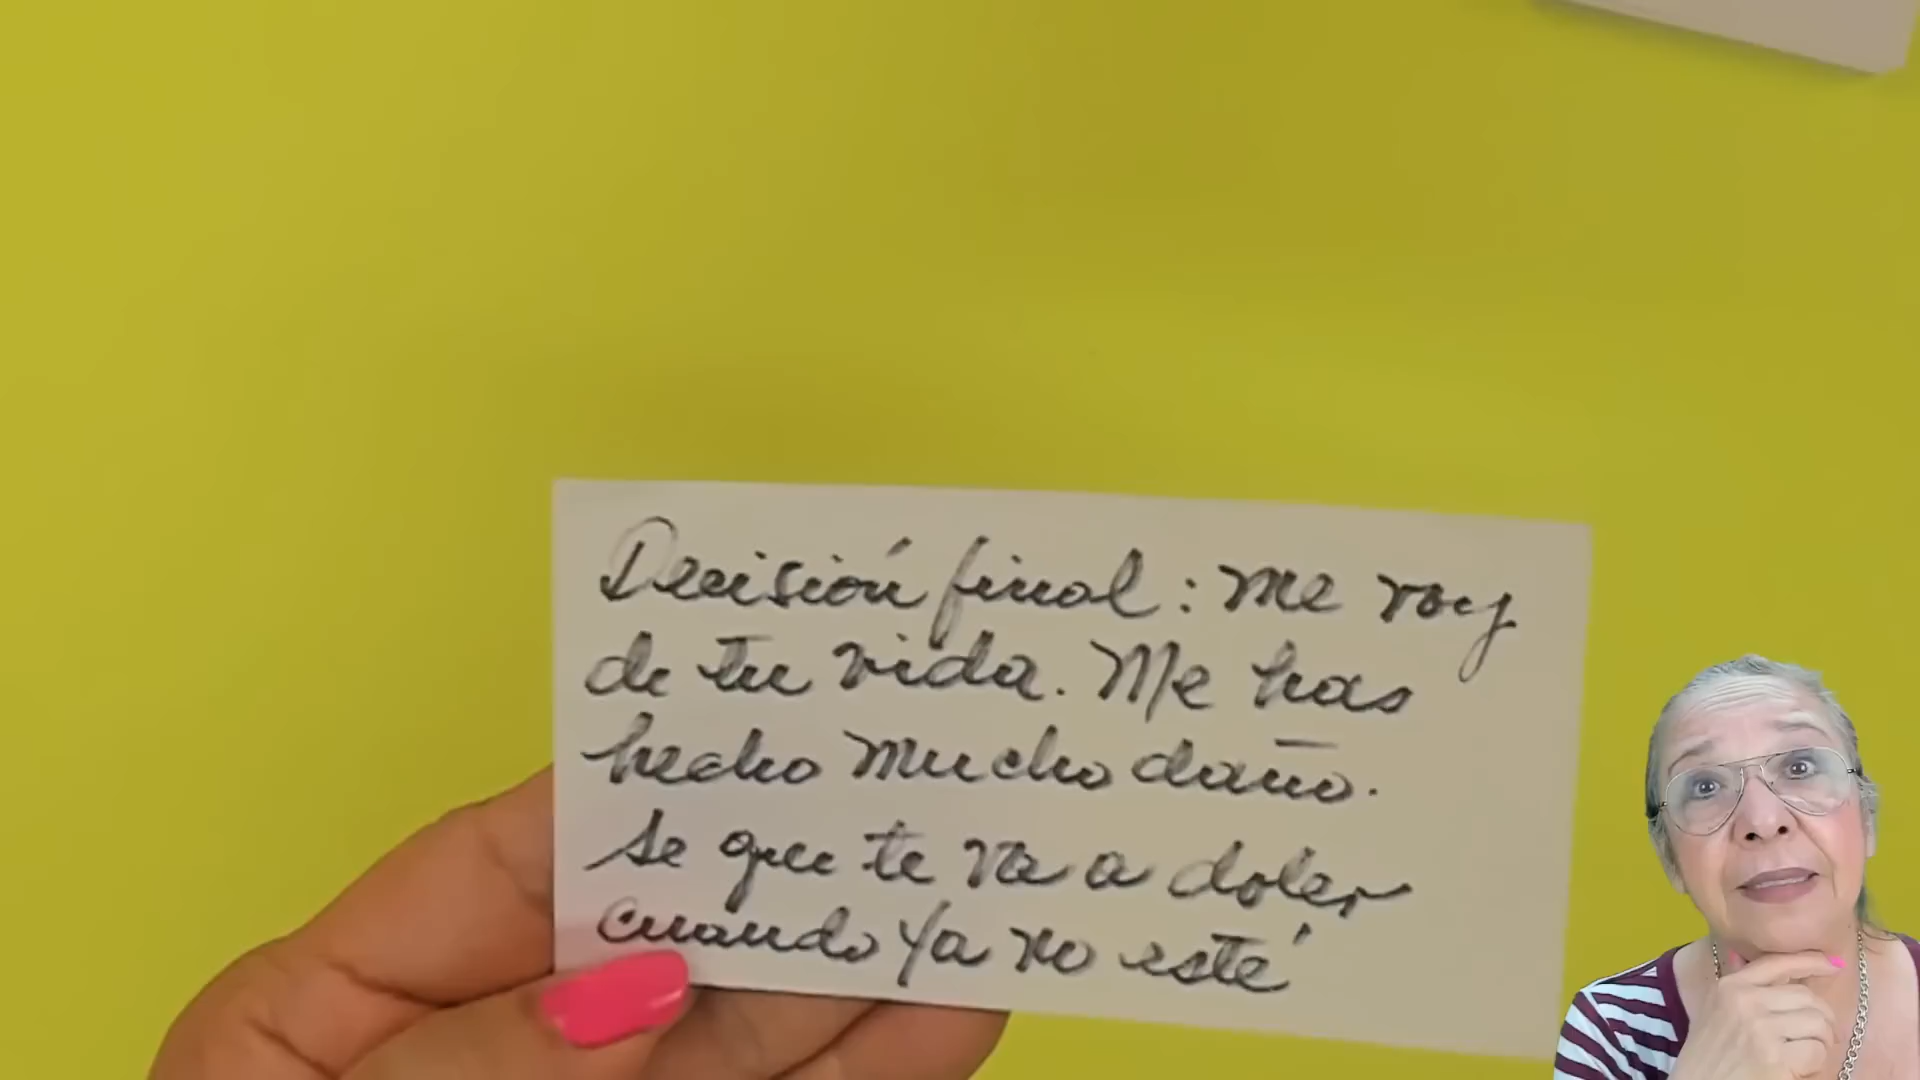 Decisión final: Me voy
de tu vida. Me has
hecho mucho daño.
Se que te va a doler
cuando ya no esté